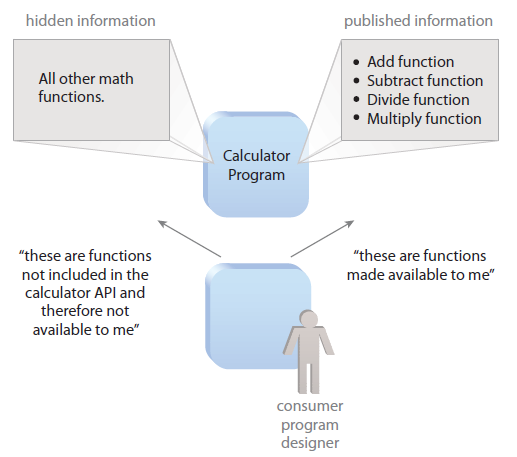 hidden information
published information
All other math
functions.
• Add function
• Subtract function
• Divide function
• Multiply function
Calculator
Program
“these are functions
not included in the
calculator API and
therefore not
available to me”
“these are functions
made available to me”
consumer
program
designer